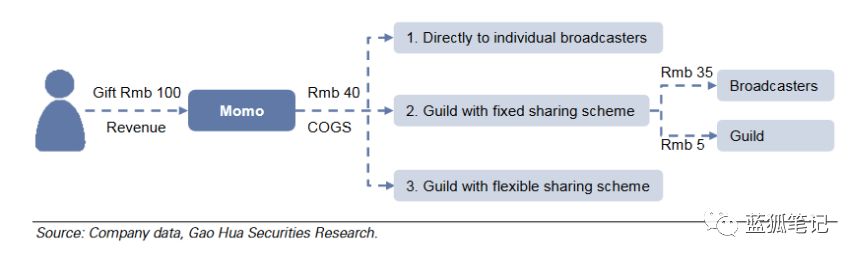 Gift Rmb 100
Revenue
Momo
Rmb 40
COGS
1. Directly to individual broadcasters
2. Guild with fixed sharing scheme
3. Guild with flexible sharing scheme
Rmb 35
Broadcasters
Rmb 5
Guild
Source: Company data, Gao Hua Securities Research.
蓝狐笔记